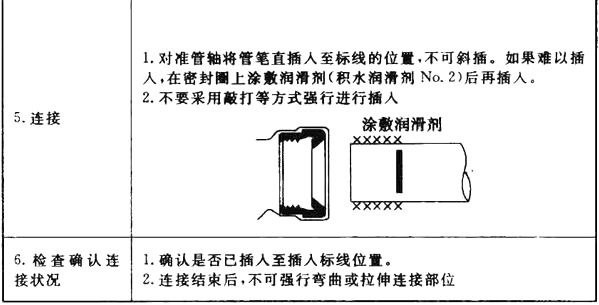 1.对准管轴将管笔直插入至标线的位置,不可斜插。如果难以插
入,在密封圈上涂敷润滑剂(积水润滑剂No.2)后再插入。
5.连接
2.不要采用敲打等方式强行进行插入
涂敷润滑剂
6.检查确认连
接状况
1.确认是否已插入至插入标线位置。
2.连接结束后,不可强行弯曲或拉伸连接部位